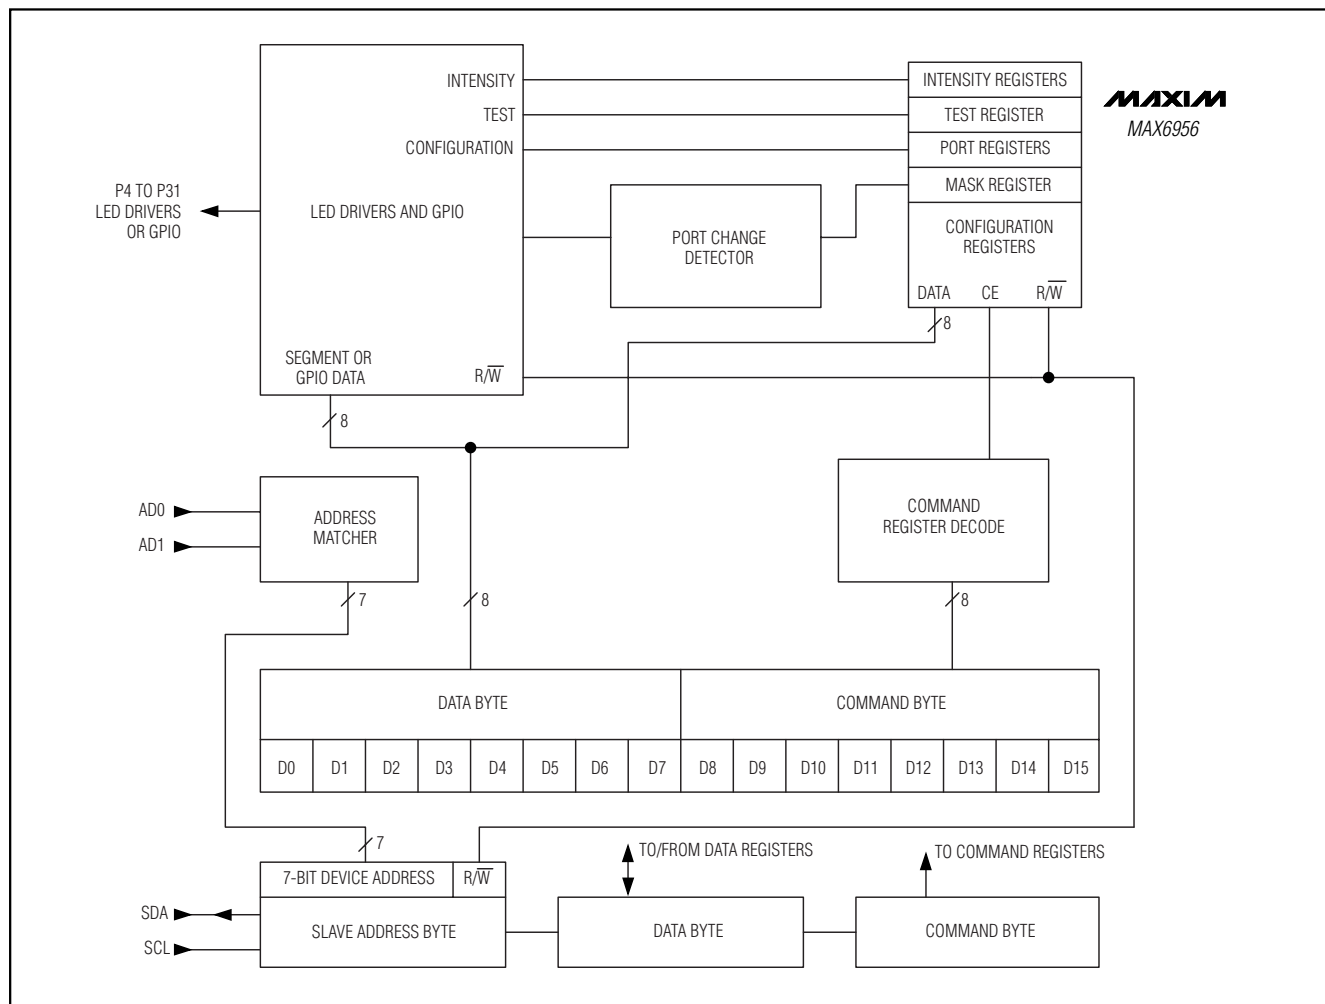 INTENSITY
TEST
CONFIGURATION
INTENSITY REGISTERS
TEST REGISTER
PORT REGISTERS
MASK REGISTER
CONFIGURATION
REGISTERS
DATA
CE
R/W̅
MAXIM
MAX6956
P4 TO P31
LED DRIVERS
OR GPIO
LED DRIVERS AND GPIO
PORT CHANGE
DETECTOR
8
SEGMENT OR
GPIO DATA
R/W̅
8
AD0
AD1
ADDRESS
MATCHER
COMMAND
REGISTER DECODE
7
8
8
DATA BYTE
COMMAND BYTE
D0
D1
D2
D3
D4
D5
D6
D7
D8
D9
D10
D11
D12
D13
D14
D15
7
TO/FROM DATA REGISTERS
TO COMMAND REGISTERS
7-BIT DEVICE ADDRESS
R/W̅
SDA
SCL
SLAVE ADDRESS BYTE
DATA BYTE
COMMAND BYTE